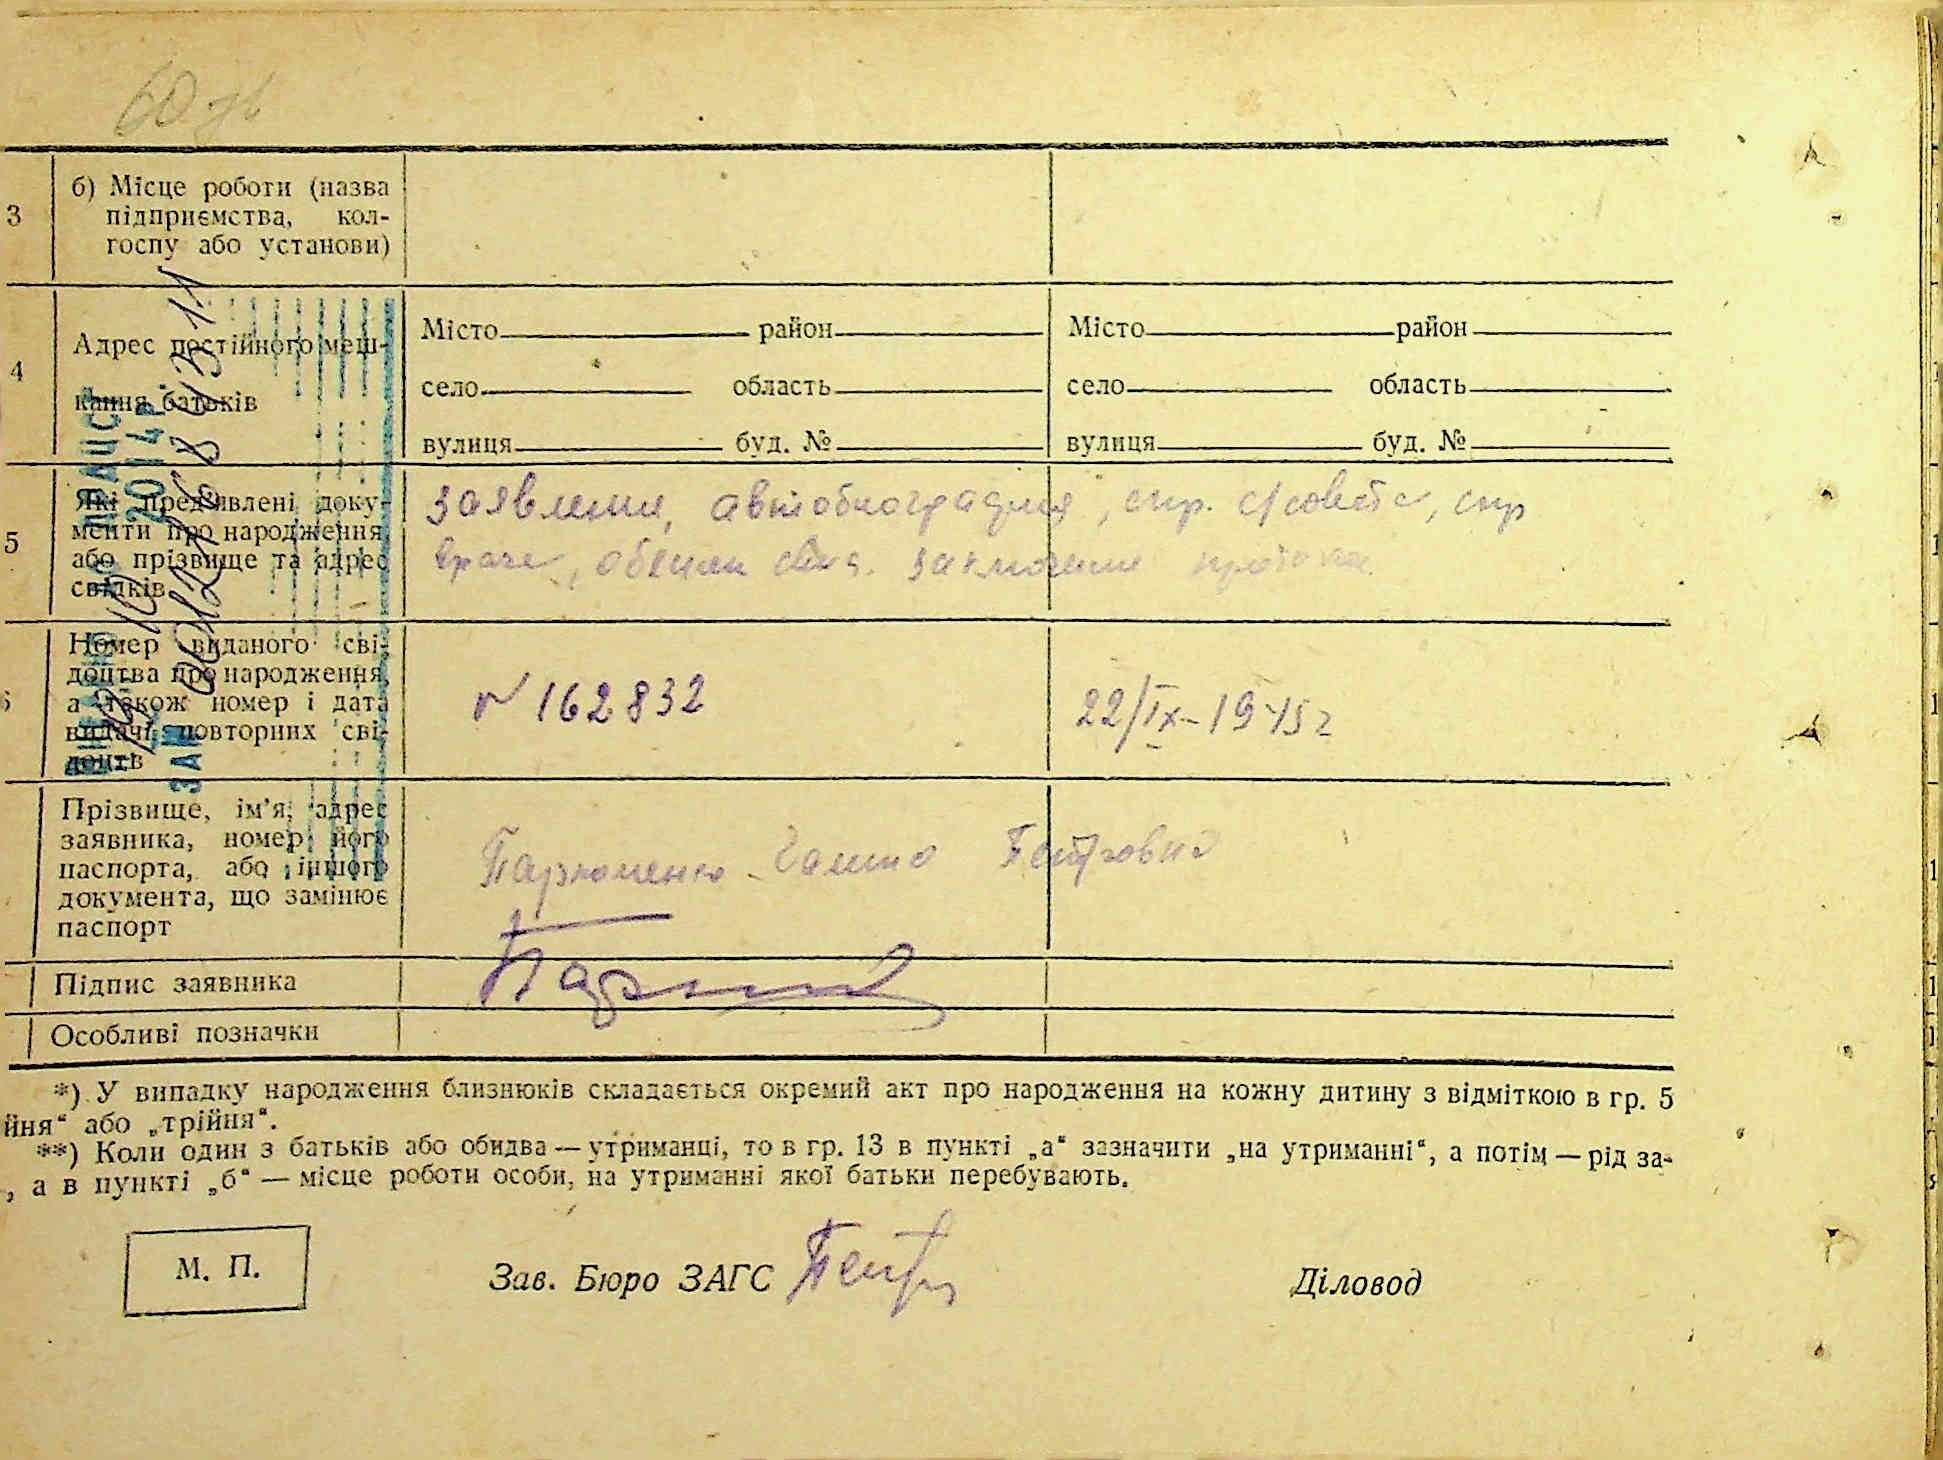 3
б) Місце роботи (назва
підприємства, кол-
госпу або установи)
4
Адрес постійного меш-
кання батьків
Місто район
село область
вулиця буд. №
Місто район
село область
вулиця буд. №
5
Які пред'явлені доку-
менти про народження,
або прізвище та адрес
свідків
заявление, автобиография, спр. с/совета, спр
врача, свид. заключение
Номер виданого сві-
доцтва про народження,
а також номер і дата
видачі повторних сві-
доцтв
№ 162832
22/IX-1945 г
Прізвище, ім'я, адрес
заявника, номер його
паспорта, або іншого
документа, що замінює
паспорт
Пархоменко Галина Петровна
Підпис заявника
Особливі позначки
*) У випадку народження близнюків складається окремий акт про народження на кожну дитину з відміткою в гр. 5
йня“ або „трійня“.
**) Коли один з батьків або обидва — утриманці, то в гр. 13 в пункті „а“ зазначити „на утриманні“, а потім — рід за-
, а в пункті „б“ — місце роботи особи, на утриманні якої батьки перебувають.
М. П.
Зав. Бюро ЗАГС
Діловод